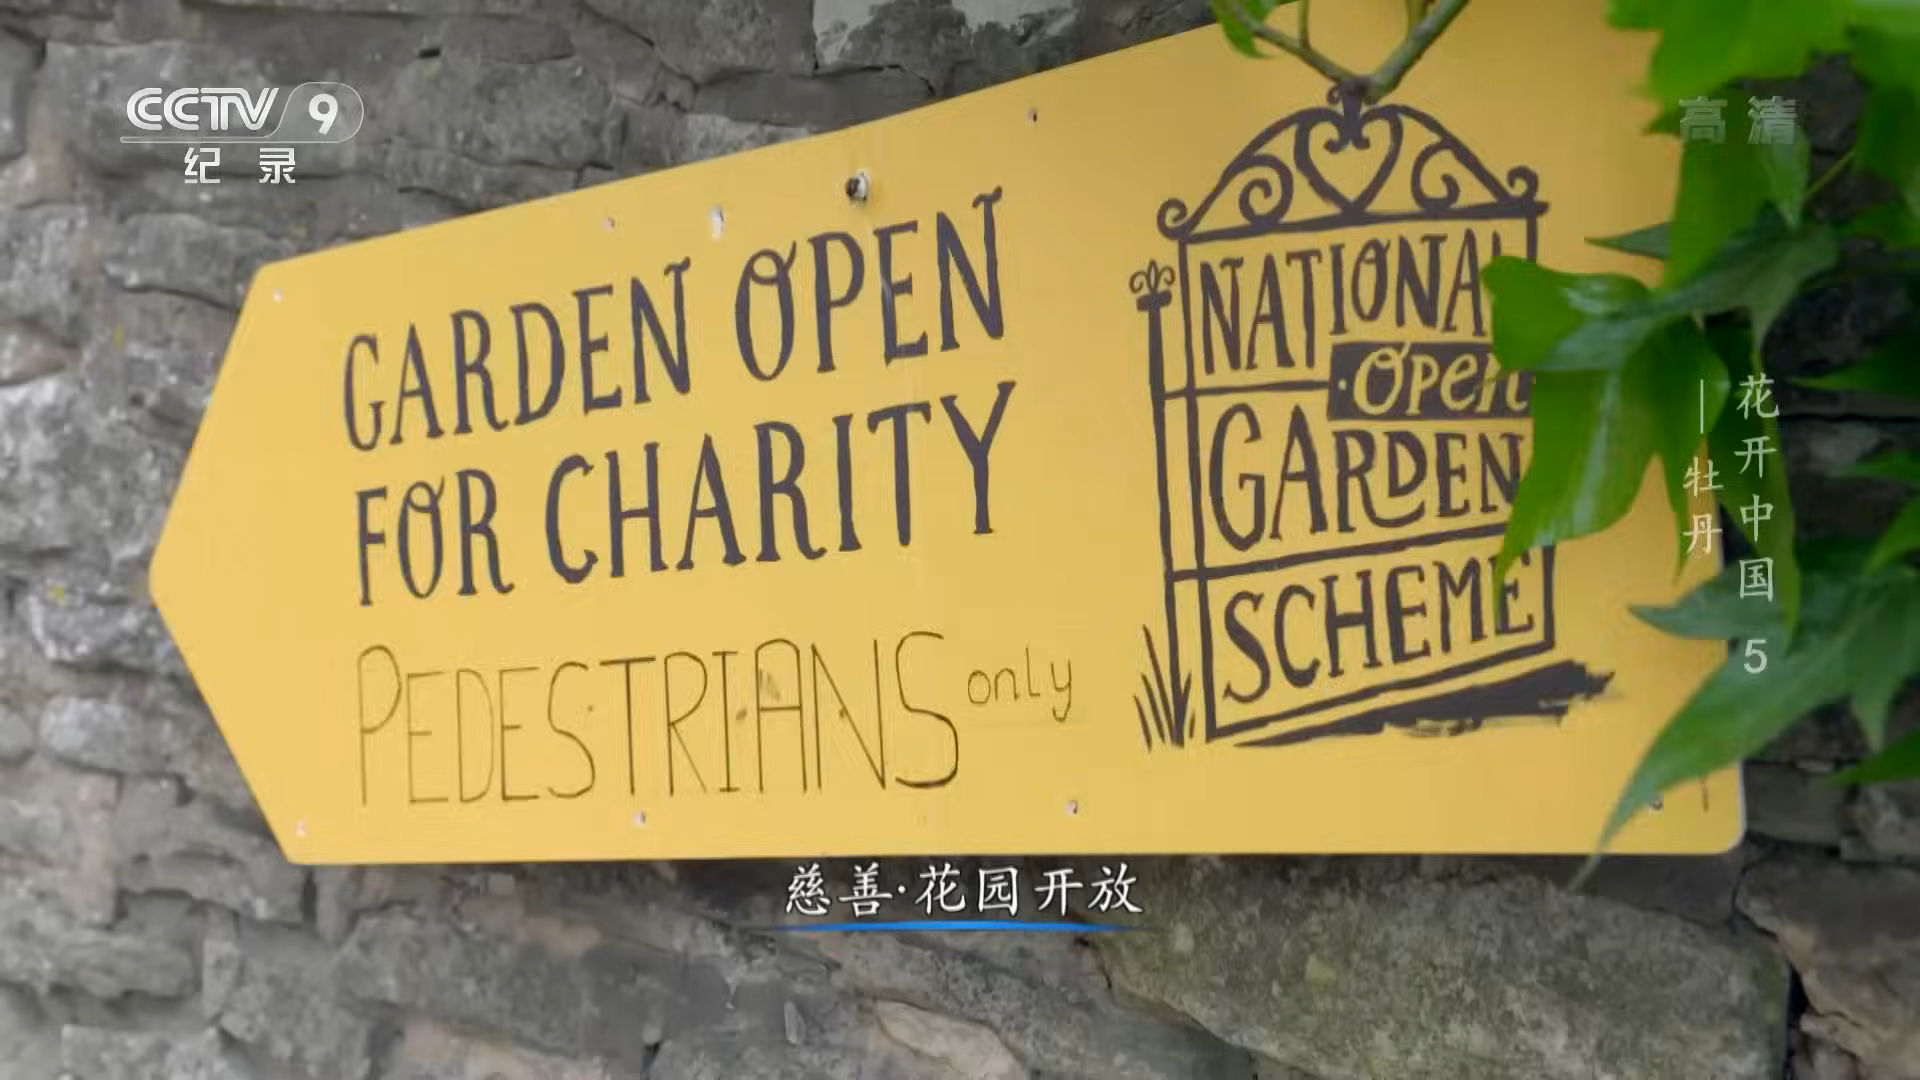 CCTV 9
纪 录
高 清
GARDEN OPEN
FOR CHARITY
PEDESTRIANS only
NATIONAL
·Open
GARDEN
SCHEME
花开中国 5
— 牡丹
慈善·花园开放